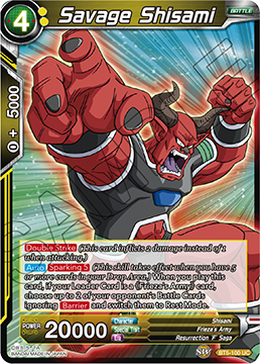 4
Savage Shisami
BATTLE
0 + 5000
Double Strike (This card inflicts 2 damage instead of 1
when attacking.)
Auto Sparking 5 (This skill takes effect when you have 5
or more cards in your Drop Area.) When you play this
card, if your Leader Card is a 《Frieza's Army》 card,
choose up to 2 of your opponent's Battle Cards
ignoring Barrier and switch them to Rest Mode.
POWER
20000
Character
Shisami
Special Trait
Frieza's Army
Era
Resurrection 'F' Saga
BT5-100 UC